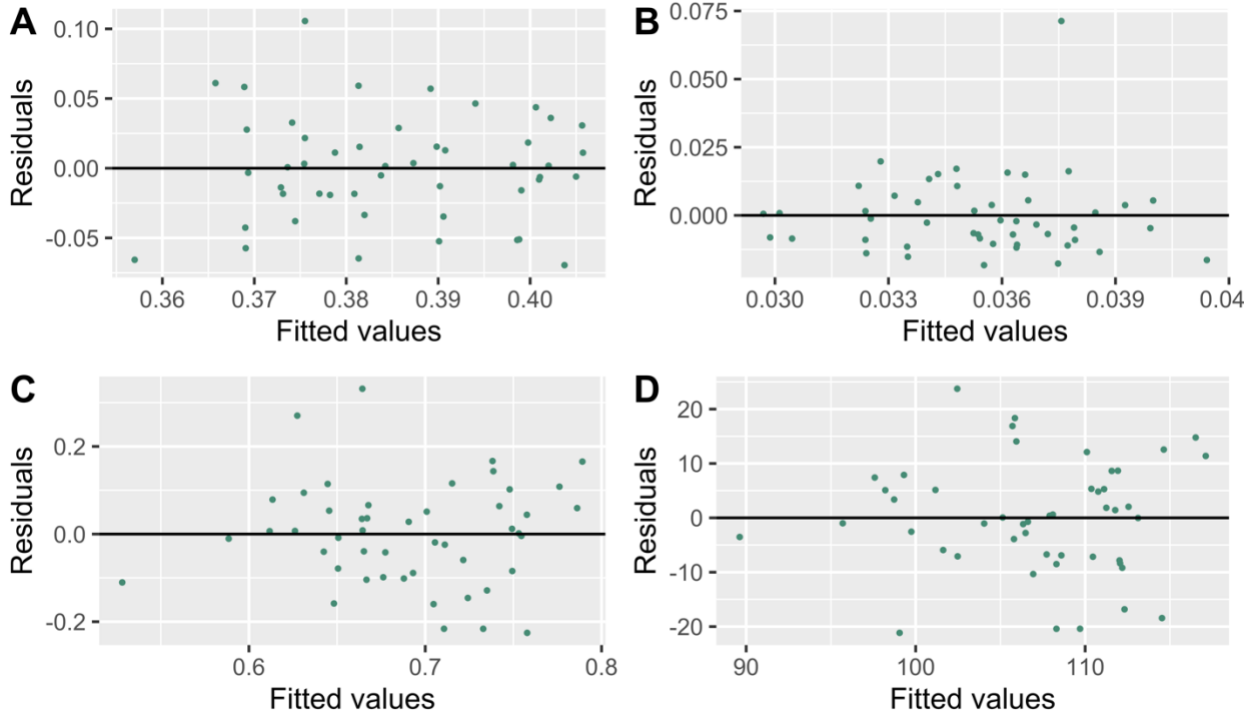 A
0.10
0.05
0.00
-0.05
Residuals
0.36 0.37 0.38 0.39 0.40
Fitted values
B
0.075
0.050
0.025
0.000
Residuals
0.030 0.033 0.036 0.039 0.04
Fitted values
C
0.2
0.0
-0.2
Residuals
0.6 0.7 0.8
Fitted values
D
20
10
0
-10
-20
Residuals
90 100 110
Fitted values